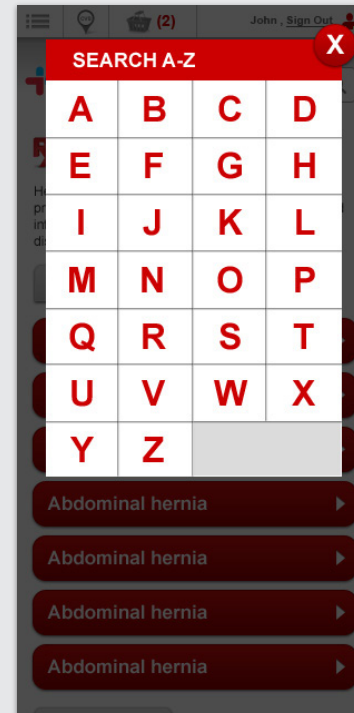 (2)
John , Sign Out
X
SEARCH A-Z
A B C D
E F G H
I J K L
M N O P
Q R S T
U V W X
Y Z
Abdominal hernia
Abdominal hernia
Abdominal hernia
Abdominal hernia